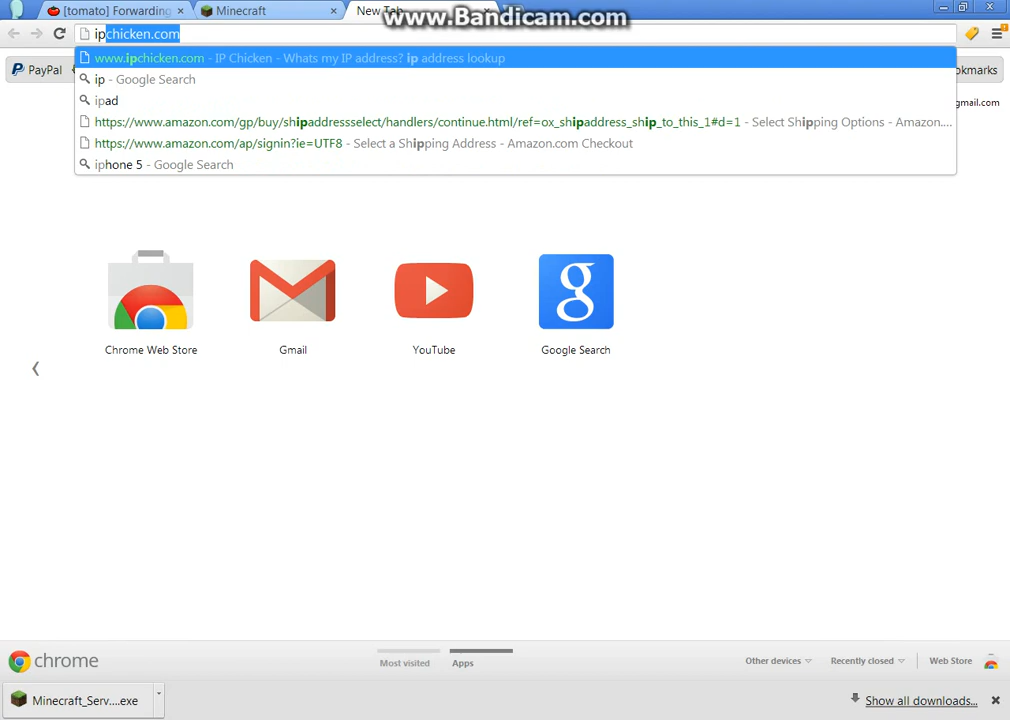 [tomato] Forwarding
Minecraft
New Tab
www.Bandicam.com
ipchicken.com
PayPal
www.ipchicken.com - IP Chicken - Whats my IP address? ip address lookup
okmarks
ip - Google Search
ipad
gmail.com
https://www.amazon.com/gp/buy/shipaddressselect/handlers/continue.html/ref=ox_shipaddress_ship_to_this_1#d=1 - Select Shipping Options - Amazon....
https://www.amazon.com/ap/signin?ie=UTF8 - Select a Shipping Address - Amazon.com Checkout
iphone 5 - Google Search
Chrome Web Store
Gmail
YouTube
Google Search
chrome
Most visited
Apps
Other devices
Recently closed
Web Store
Minecraft_Serv....exe
Show all downloads...